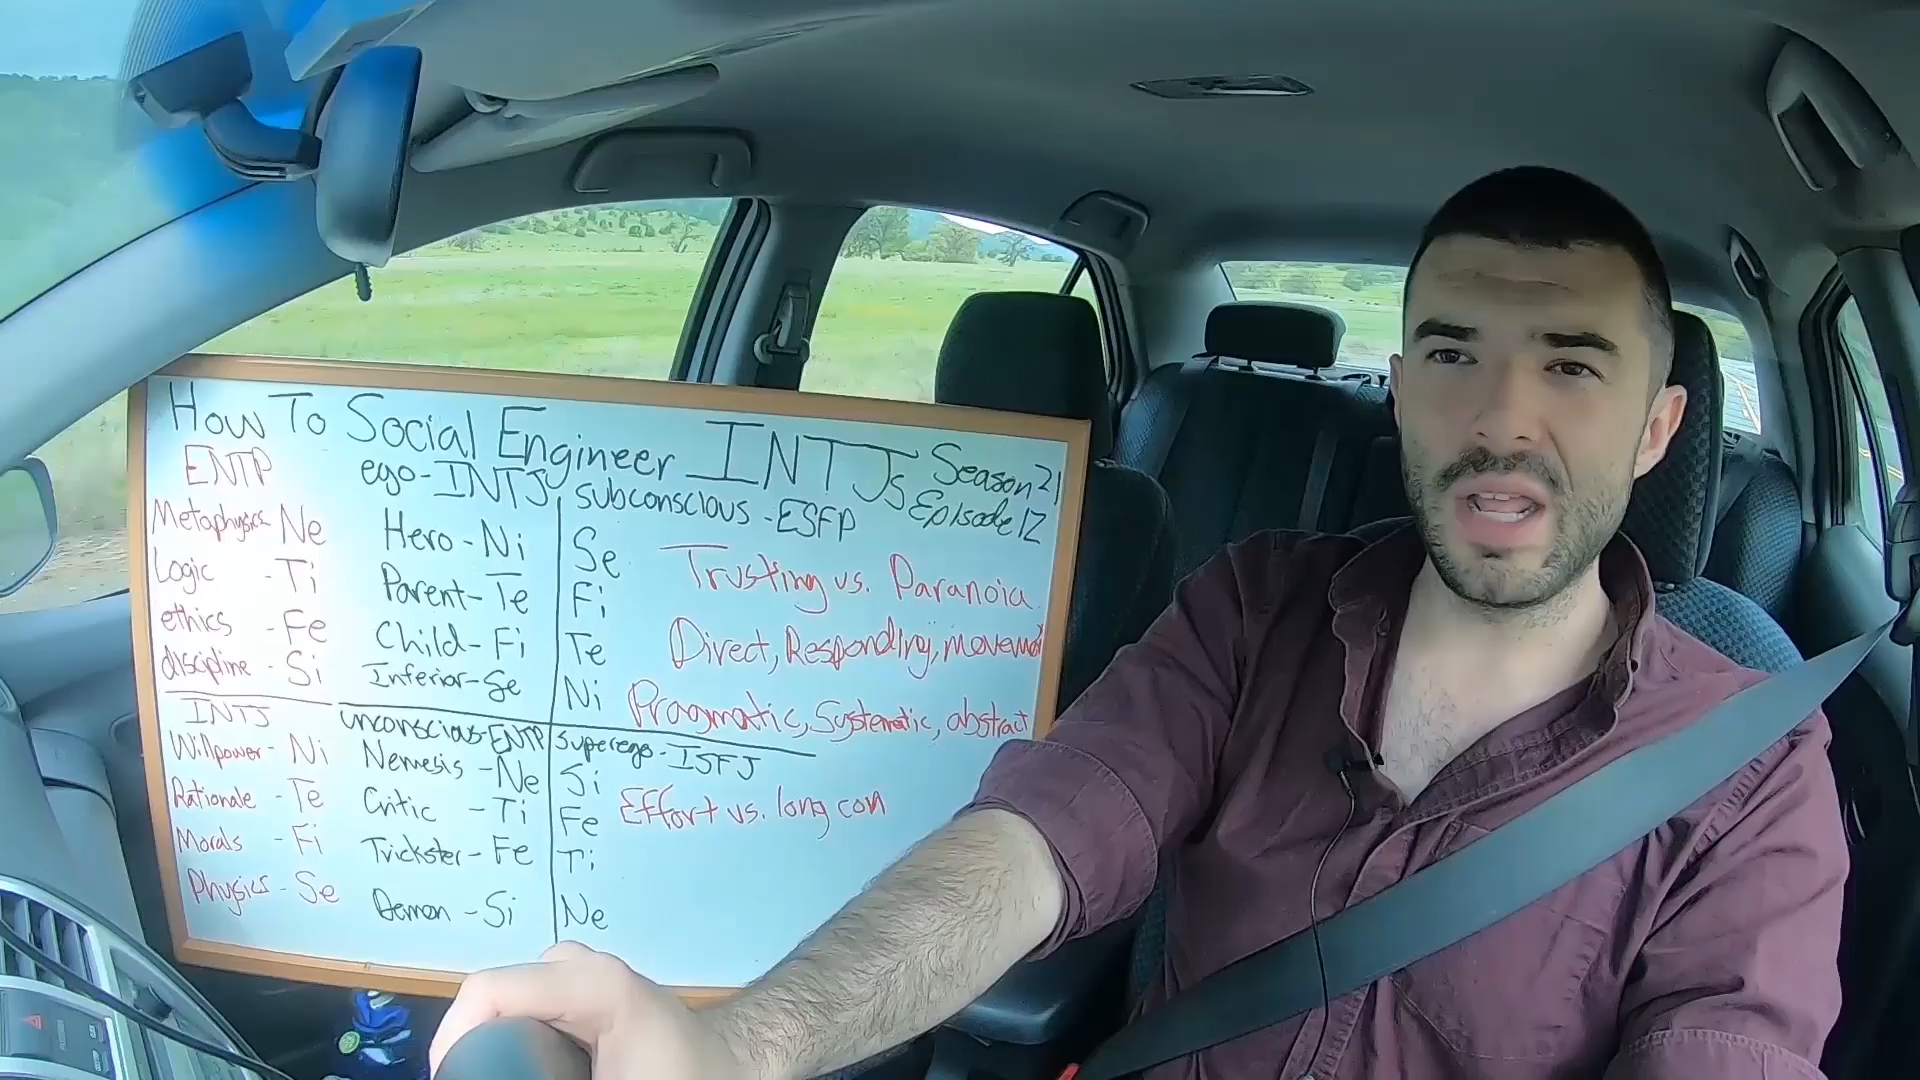 How To Social Engineer INTJs
Season 21
Episode 12
ENTP
Metaphysics Ne
Logic - Ti
ethics - Fe
discipline - Si
INTJ
Willpower - Ni
Rationale - Te
Morals - Fi
Physics - Se
ego - INTJ
Hero - Ni
Parent - Te
Child - Fi
Inferior - Se
subconscious - ESFP
Se
Fi
Te
Ni
unconscious - ENTP
Nemesis - Ne
Critic - Ti
Trickster - Fe
Demon - Si
superego - ISFJ
Si
Fe
Ti
Ne
Trusting vs. Paranoia
Direct, Responding, movement
Pragmatic, Systematic, abstract
Effort vs. long con